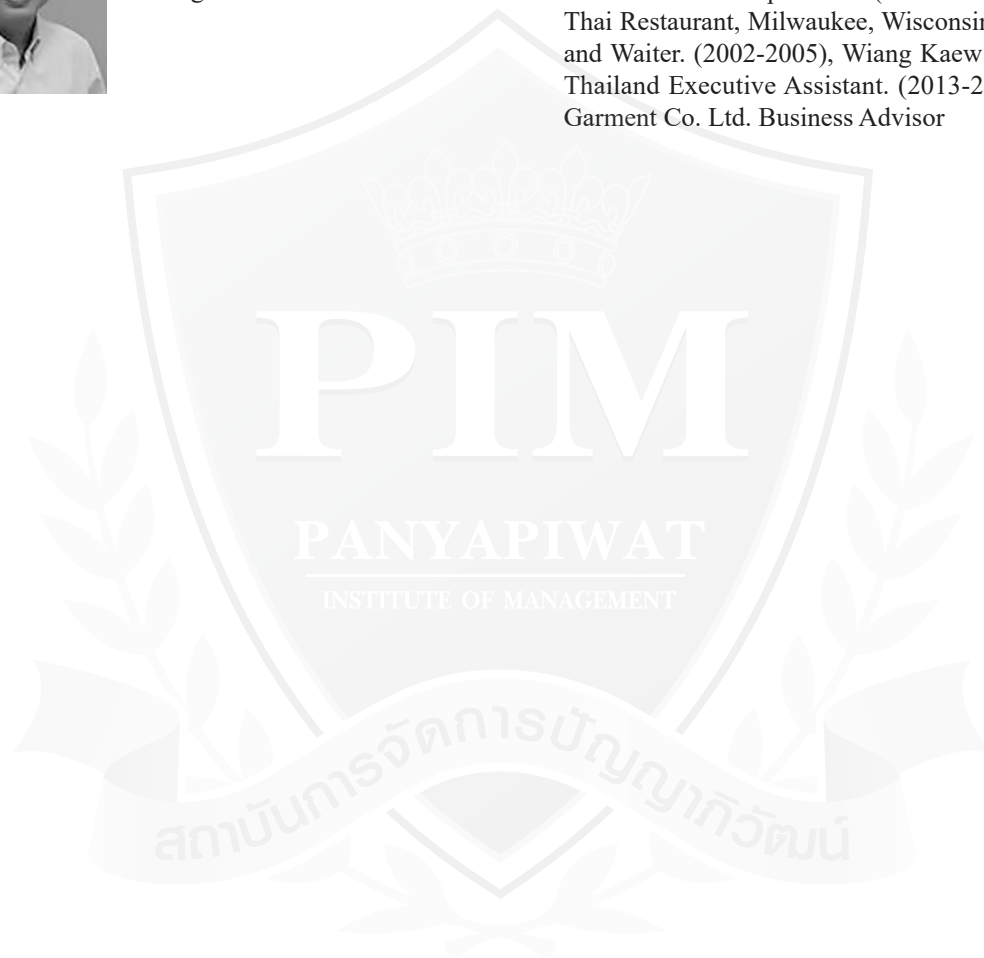 Thai Restaurant, Milwaukee, Wisconsin
and Waiter. (2002-2005), Wiang Kaew
Thailand Executive Assistant. (2013-2
Garment Co. Ltd. Business Advisor
PIM
PANYAPIWAT
INSTITUTE OF MANAGEMENT
สถาบันการจัดการปัญญาภิวัฒน์